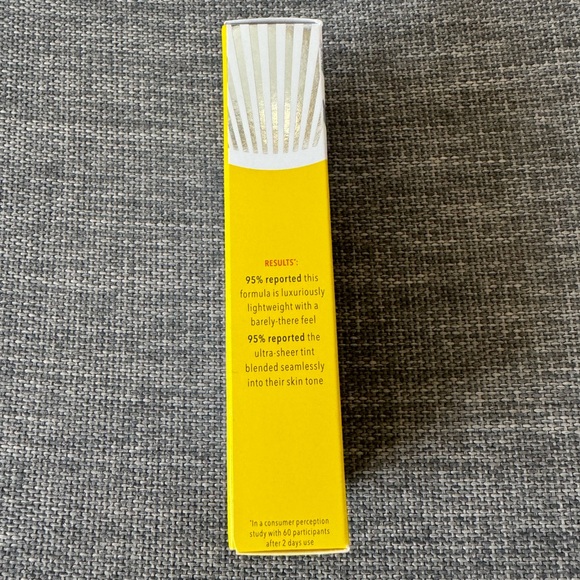 RESULTS*:
95% reported this
formula is luxuriously
lightweight with a
barely-there feel
95% reported the
ultra-sheer tint
blended seamlessly
into their skin tone
*In a consumer perception
study with 60 participants
after 2 days use